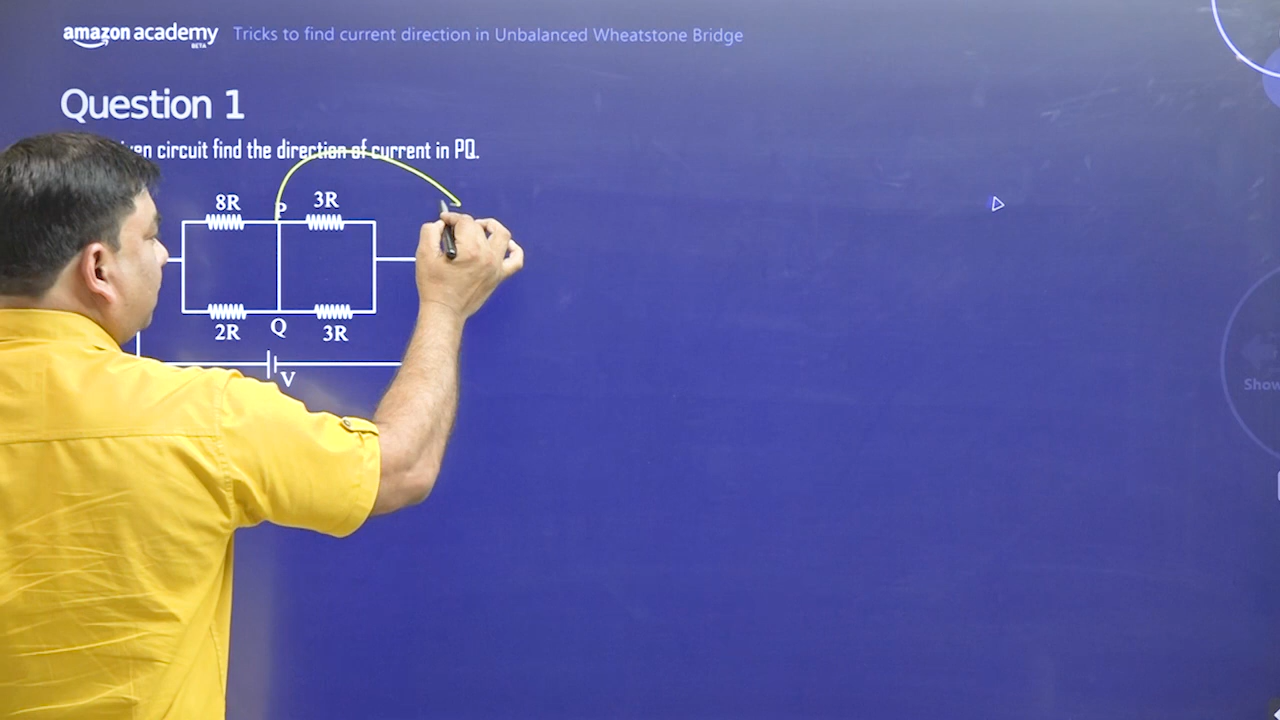 amazon academy Tricks to find current direction in Unbalanced Wheatstone Bridge
BETA
Question 1
circuit find the direction of current in PQ.
8R P 3R
2R Q 3R
V
Show